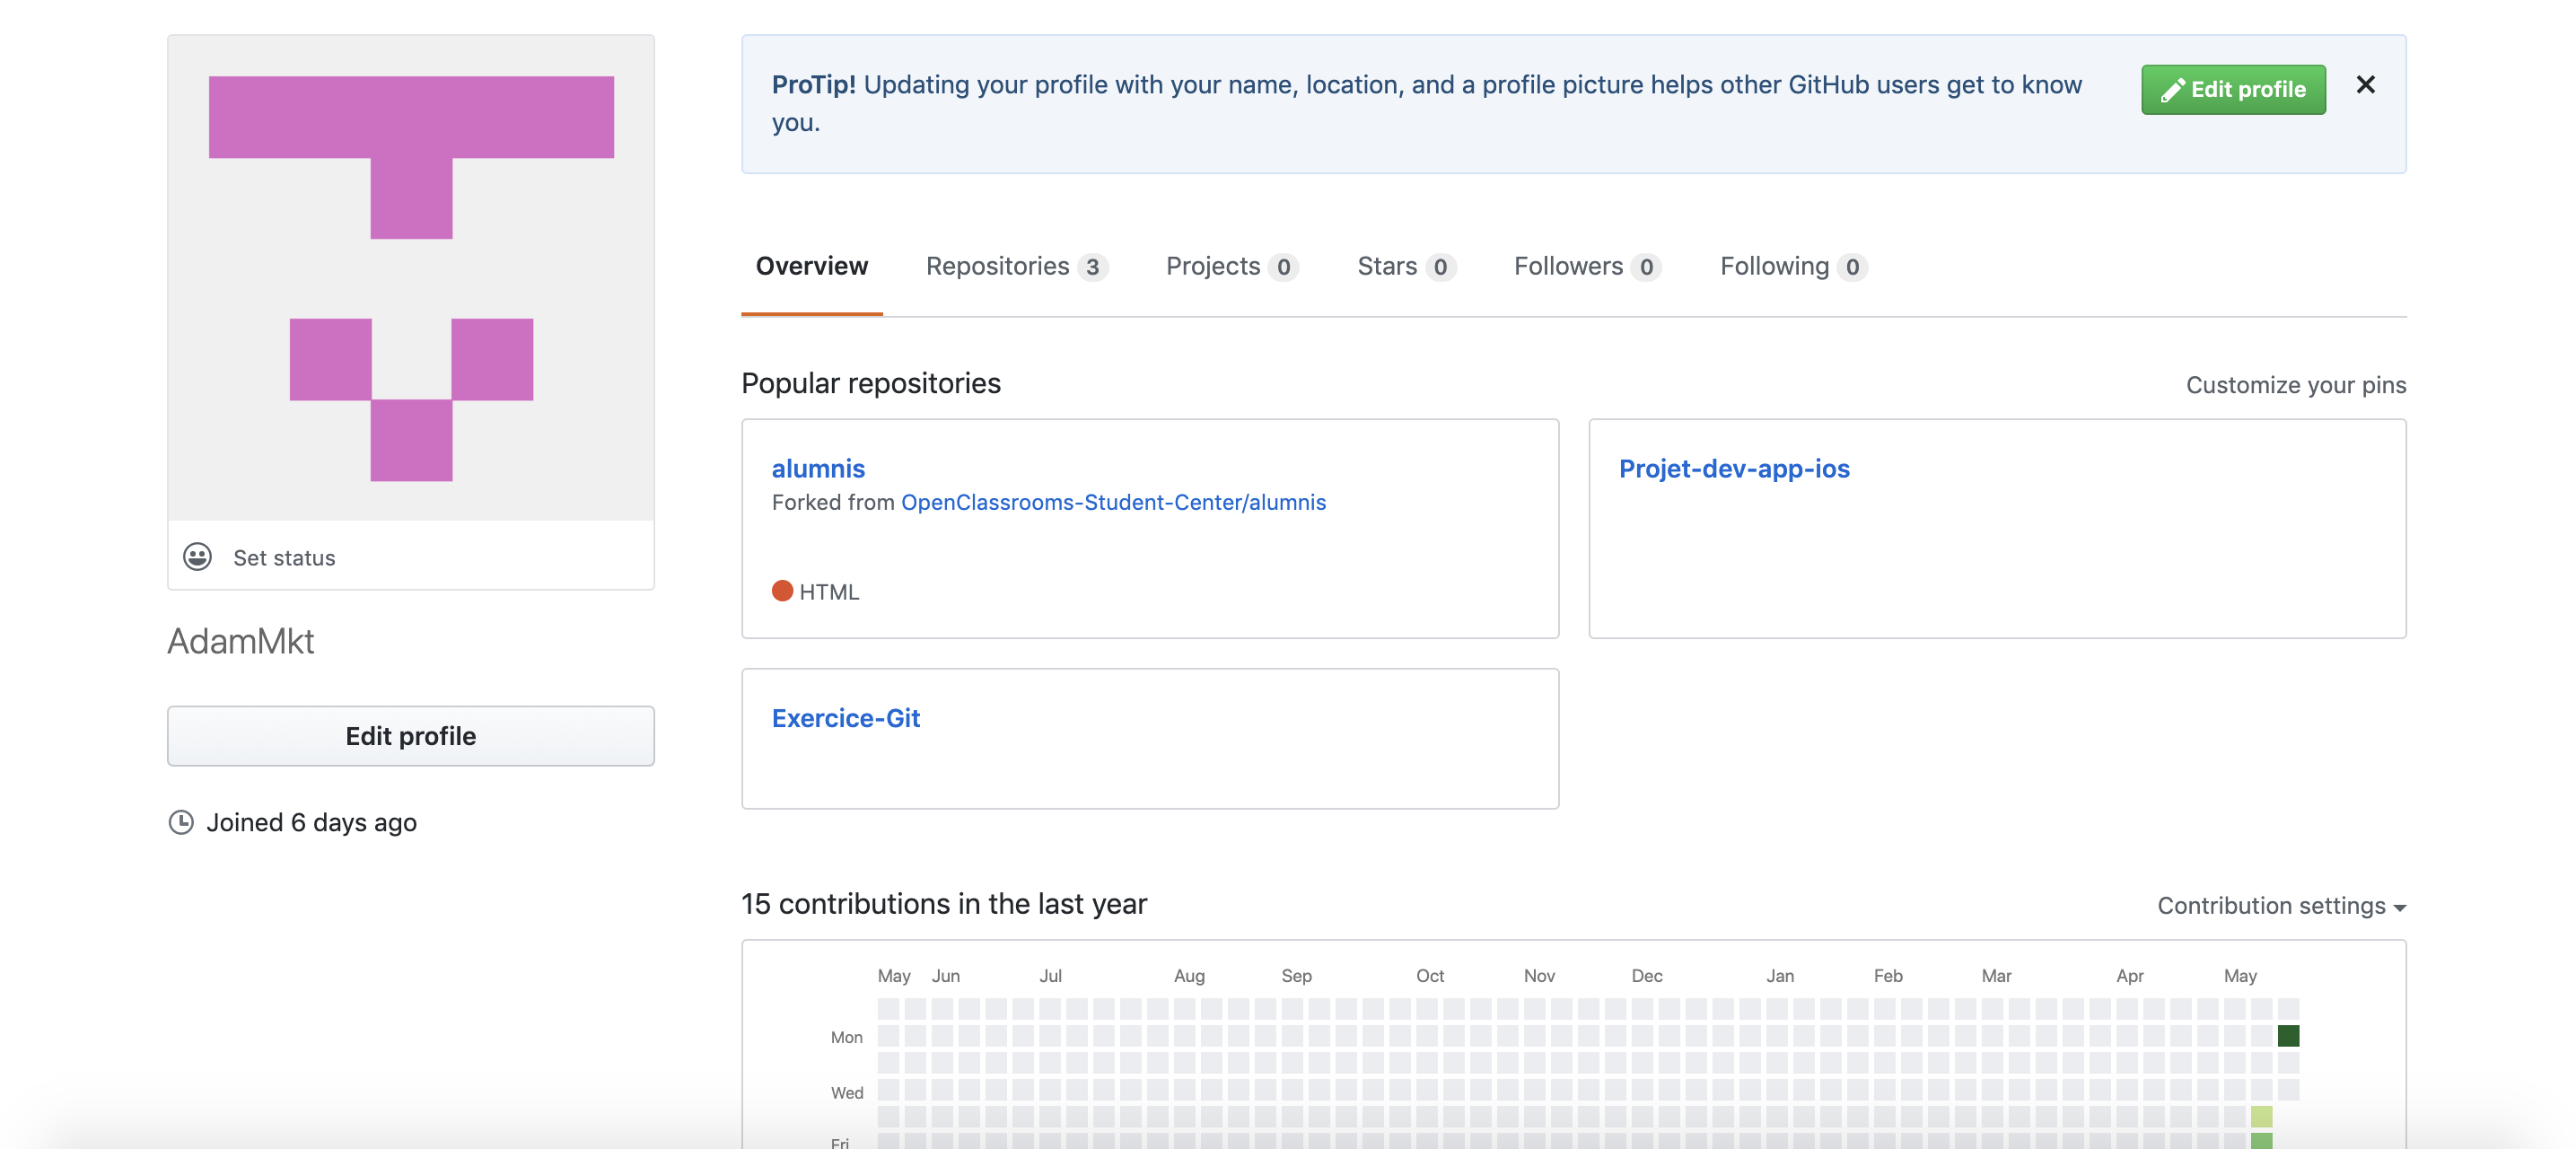 ProTip! Updating your profile with your name, location, and a profile picture helps other GitHub users get to know
you.
Edit profile
Overview
Repositories 3
Projects 0
Stars 0
Followers 0
Following 0
Set status
AdamMkt
Edit profile
Joined 6 days ago
Popular repositories
Customize your pins
alumnis
Forked from OpenClassrooms-Student-Center/alumnis
HTML
Projet-dev-app-ios
Exercice-Git
15 contributions in the last year
Contribution settings
May Jun Jul Aug Sep Oct Nov Dec Jan Feb Mar Apr May
Mon
Wed
Fri